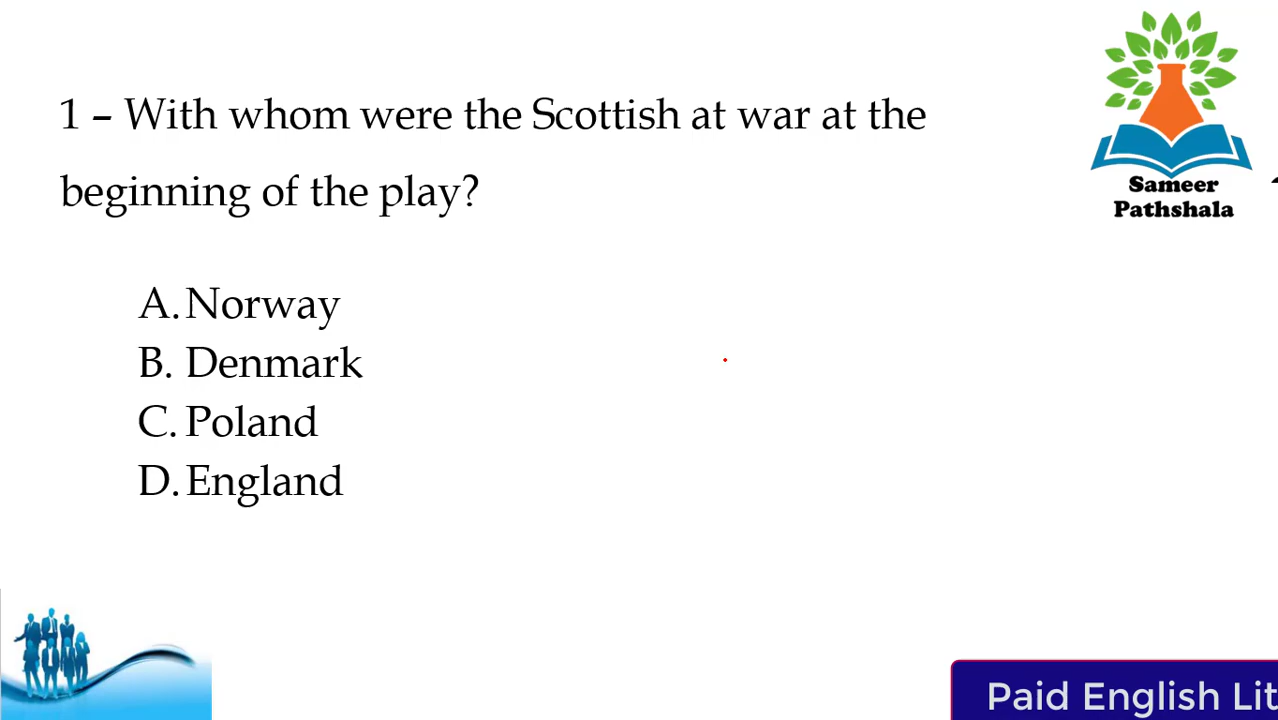 1 – With whom were the Scottish at war at the
beginning of the play?
A. Norway
B. Denmark
C. Poland
D. England
Sameer
Pathshala
Paid English Lit